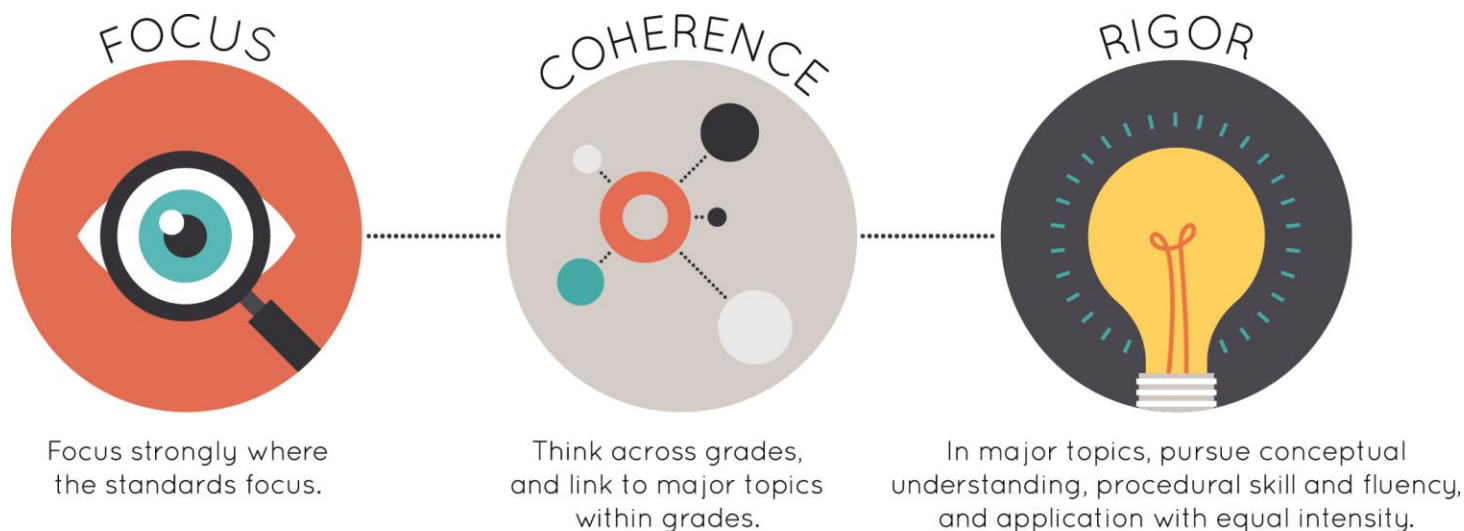 FOCUS
Focus strongly where
the standards focus.
COHERENCE
Think across grades,
and link to major topics
within grades.
RIGOR
In major topics, pursue conceptual
understanding, procedural skill and fluency,
and application with equal intensity.